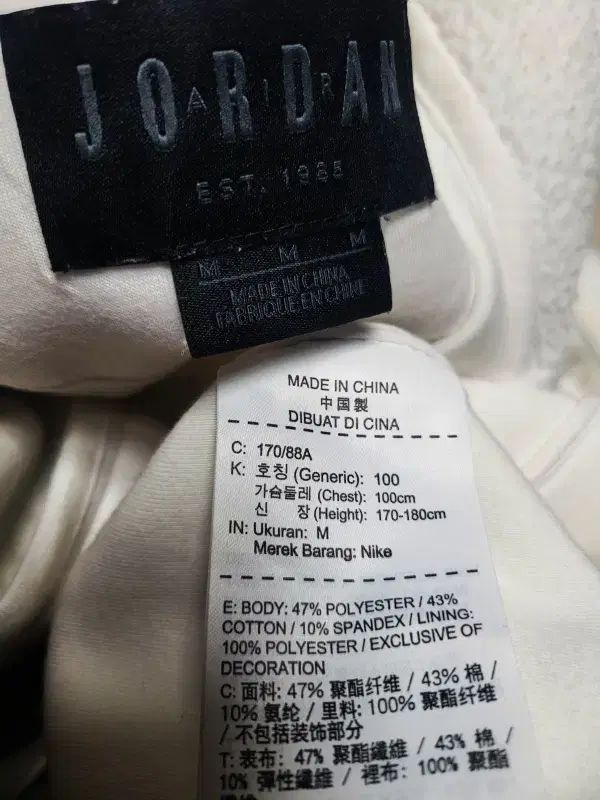 JORDAN
AIR
EST. 1985
M M M
MADE IN CHINA
FABRIQUE EN CHINE
MADE IN CHINA
中国製
DIBUAT DI CINA
C: 170/88A
K: 호칭 (Generic): 100
가슴둘레 (Chest): 100cm
신 장 (Height): 170-180cm
IN: Ukuran: M
Merek Barang: Nike
E: BODY: 47% POLYESTER / 43%
COTTON / 10% SPANDEX / LINING:
100% POLYESTER / EXCLUSIVE OF
DECORATION
C: 面料: 47% 聚酯纤维 / 43% 棉 /
10% 氨纶 / 里料: 100% 聚酯纤维
/ 不包括装饰部分
T: 表布: 47% 聚酯纖維 / 43% 棉 /
10% 彈性纖維 / 裡布: 100% 聚酯